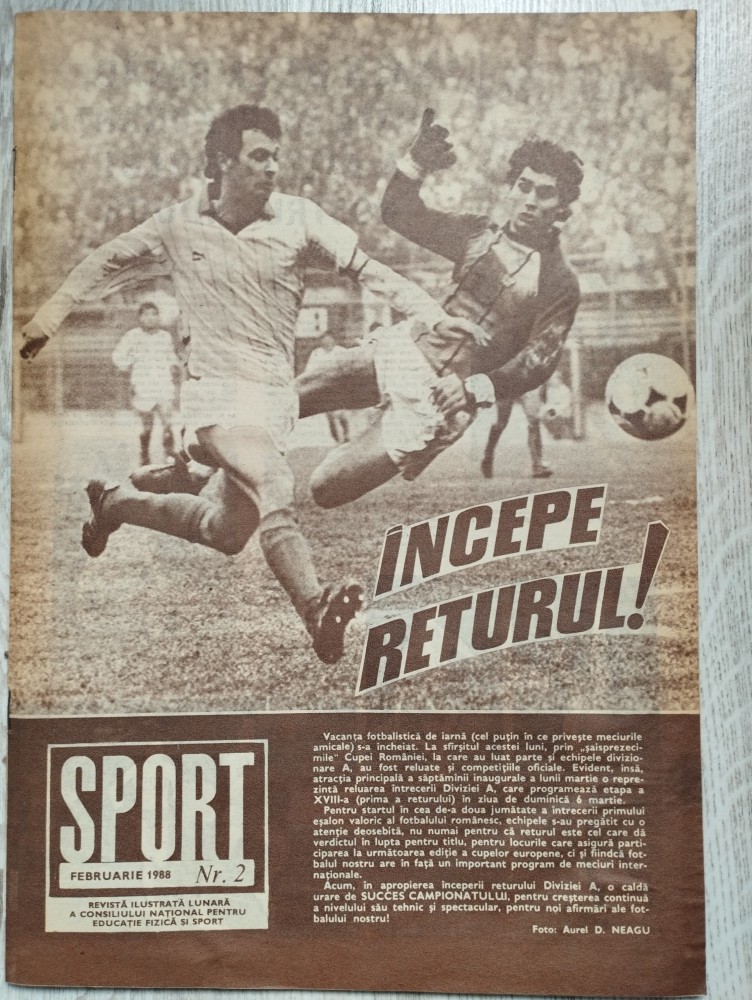 ÎNCEPE
RETURUL!
SPORT
FEBRUARIE 1988 Nr. 2
REVISTĂ ILUSTRATĂ LUNARĂ
A CONSILIULUI NAȚIONAL PENTRU
EDUCAȚIE FIZICĂ ȘI SPORT
Vacanța fotbalistică de iarnă (cel puțin în ce privește meciurile
amicale) s-a încheiat. La sfîrșitul acestei luni, prin „șaisprezeci-
mile” Cupei României, la care au luat parte și echipele divizio-
nare A, au fost reluate și competițiile oficiale. Evident, însă,
atracția principală a săptămînii inaugurale a lunii martie o repre-
zintă reluarea întrecerii Diviziei A, care programează etapa a
XVIII-a (prima a returului) în ziua de duminică 6 martie.
Pentru startul în cea de-a doua jumătate a întrecerii primului
eșalon valoric al fotbalului românesc, echipele s-au pregătit cu o
atenție deosebită, nu numai pentru că returul este cel care dă
verdictul în lupta pentru titlu, pentru locurile care asigură parti-
ciparea la următoarea ediție a cupelor europene, ci și fiindcă fot-
balul nostru are în față un important program de meciuri inter-
naționale.
Acum, în apropierea începerii returului Diviziei A, o caldă
urare de SUCCES CAMPIONATULUI, pentru creșterea continuă
a nivelului său tehnic și spectacular, pentru noi afirmări ale fot-
balului nostru!
Foto: Aurel D. NEAGU